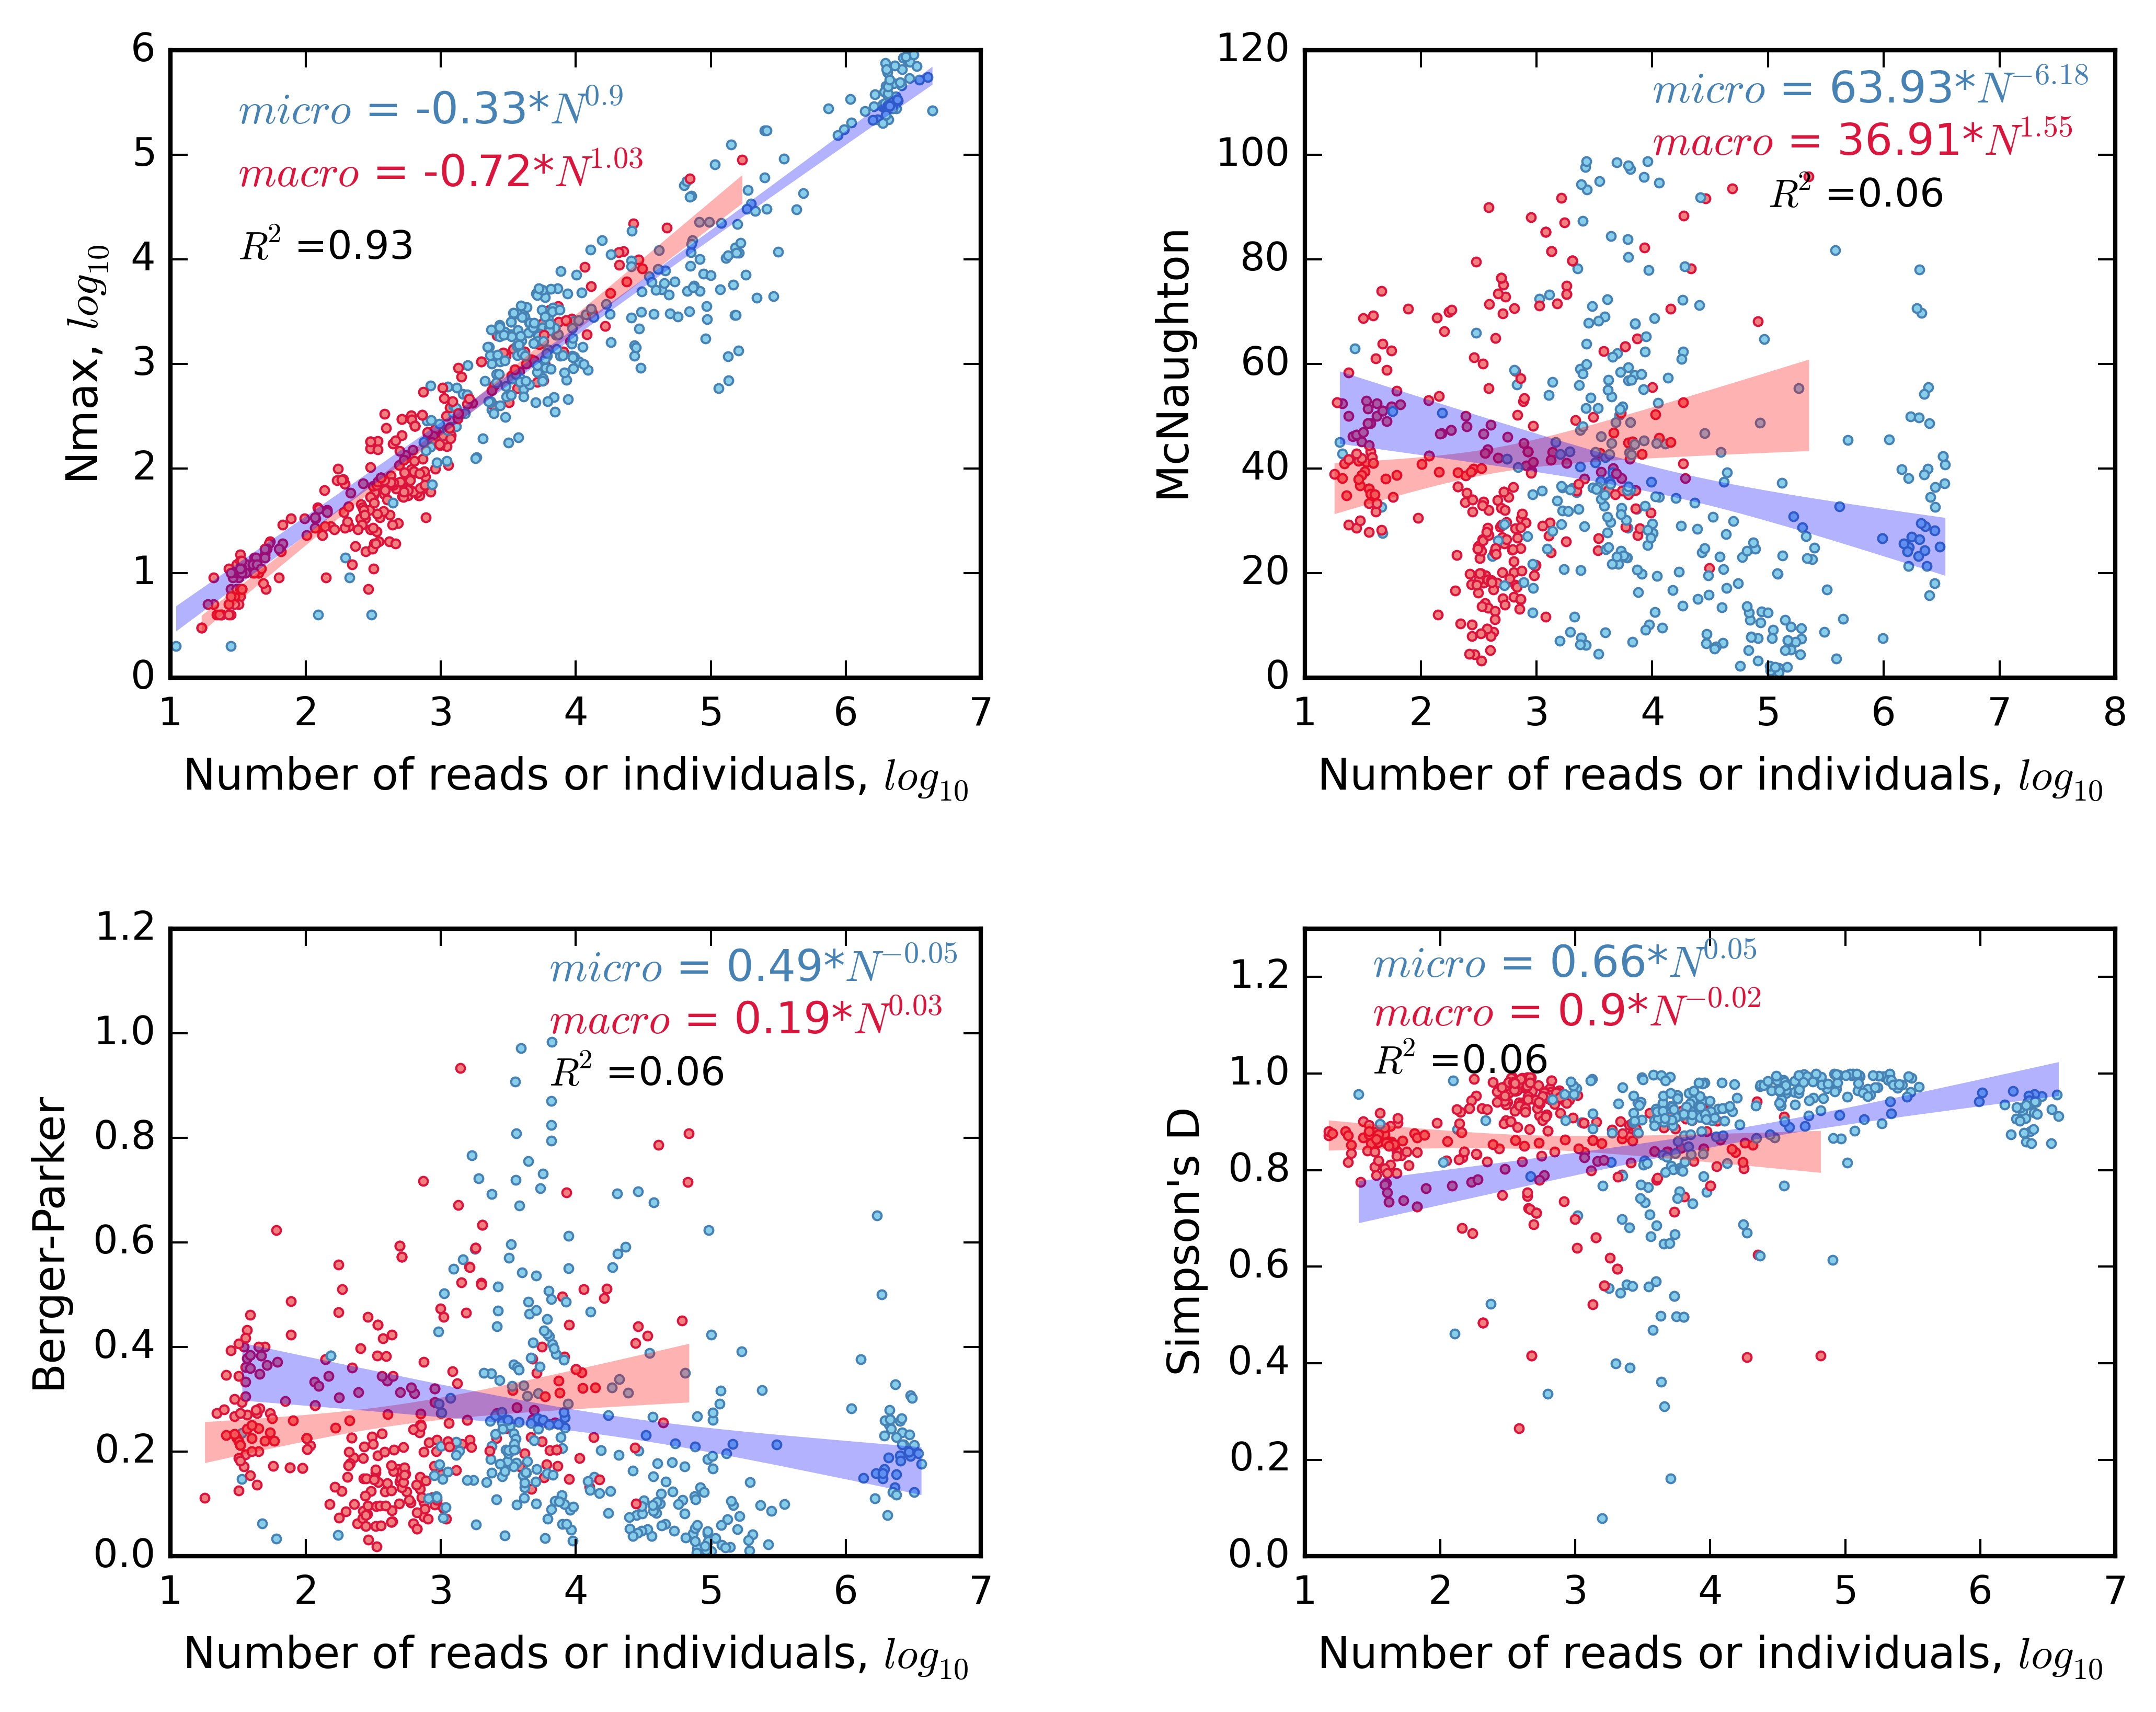 6
5
4
3
2
1
0
Nmax, log₁₀
micro = -0.33*N^0.9
macro = -0.72*N^1.03
R² =0.93
1 2 3 4 5 6 7
Number of reads or individuals, log₁₀
120
100
80
60
40
20
0
McNaughton
micro = 63.93*N^−6.18
macro = 36.91*N^1.55
R² =0.06
1 2 3 4 5 6 7 8
Number of reads or individuals, log₁₀
1.2
1.0
0.8
0.6
0.4
0.2
0.0
Berger-Parker
micro = 0.49*N^−0.05
macro = 0.19*N^0.03
R² =0.06
1 2 3 4 5 6 7
Number of reads or individuals, log₁₀
1.2
1.0
0.8
0.6
0.4
0.2
0.0
Simpson's D
micro = 0.66*N^0.05
macro = 0.9*N^−0.02
R² =0.06
1 2 3 4 5 6 7
Number of reads or individuals, log₁₀